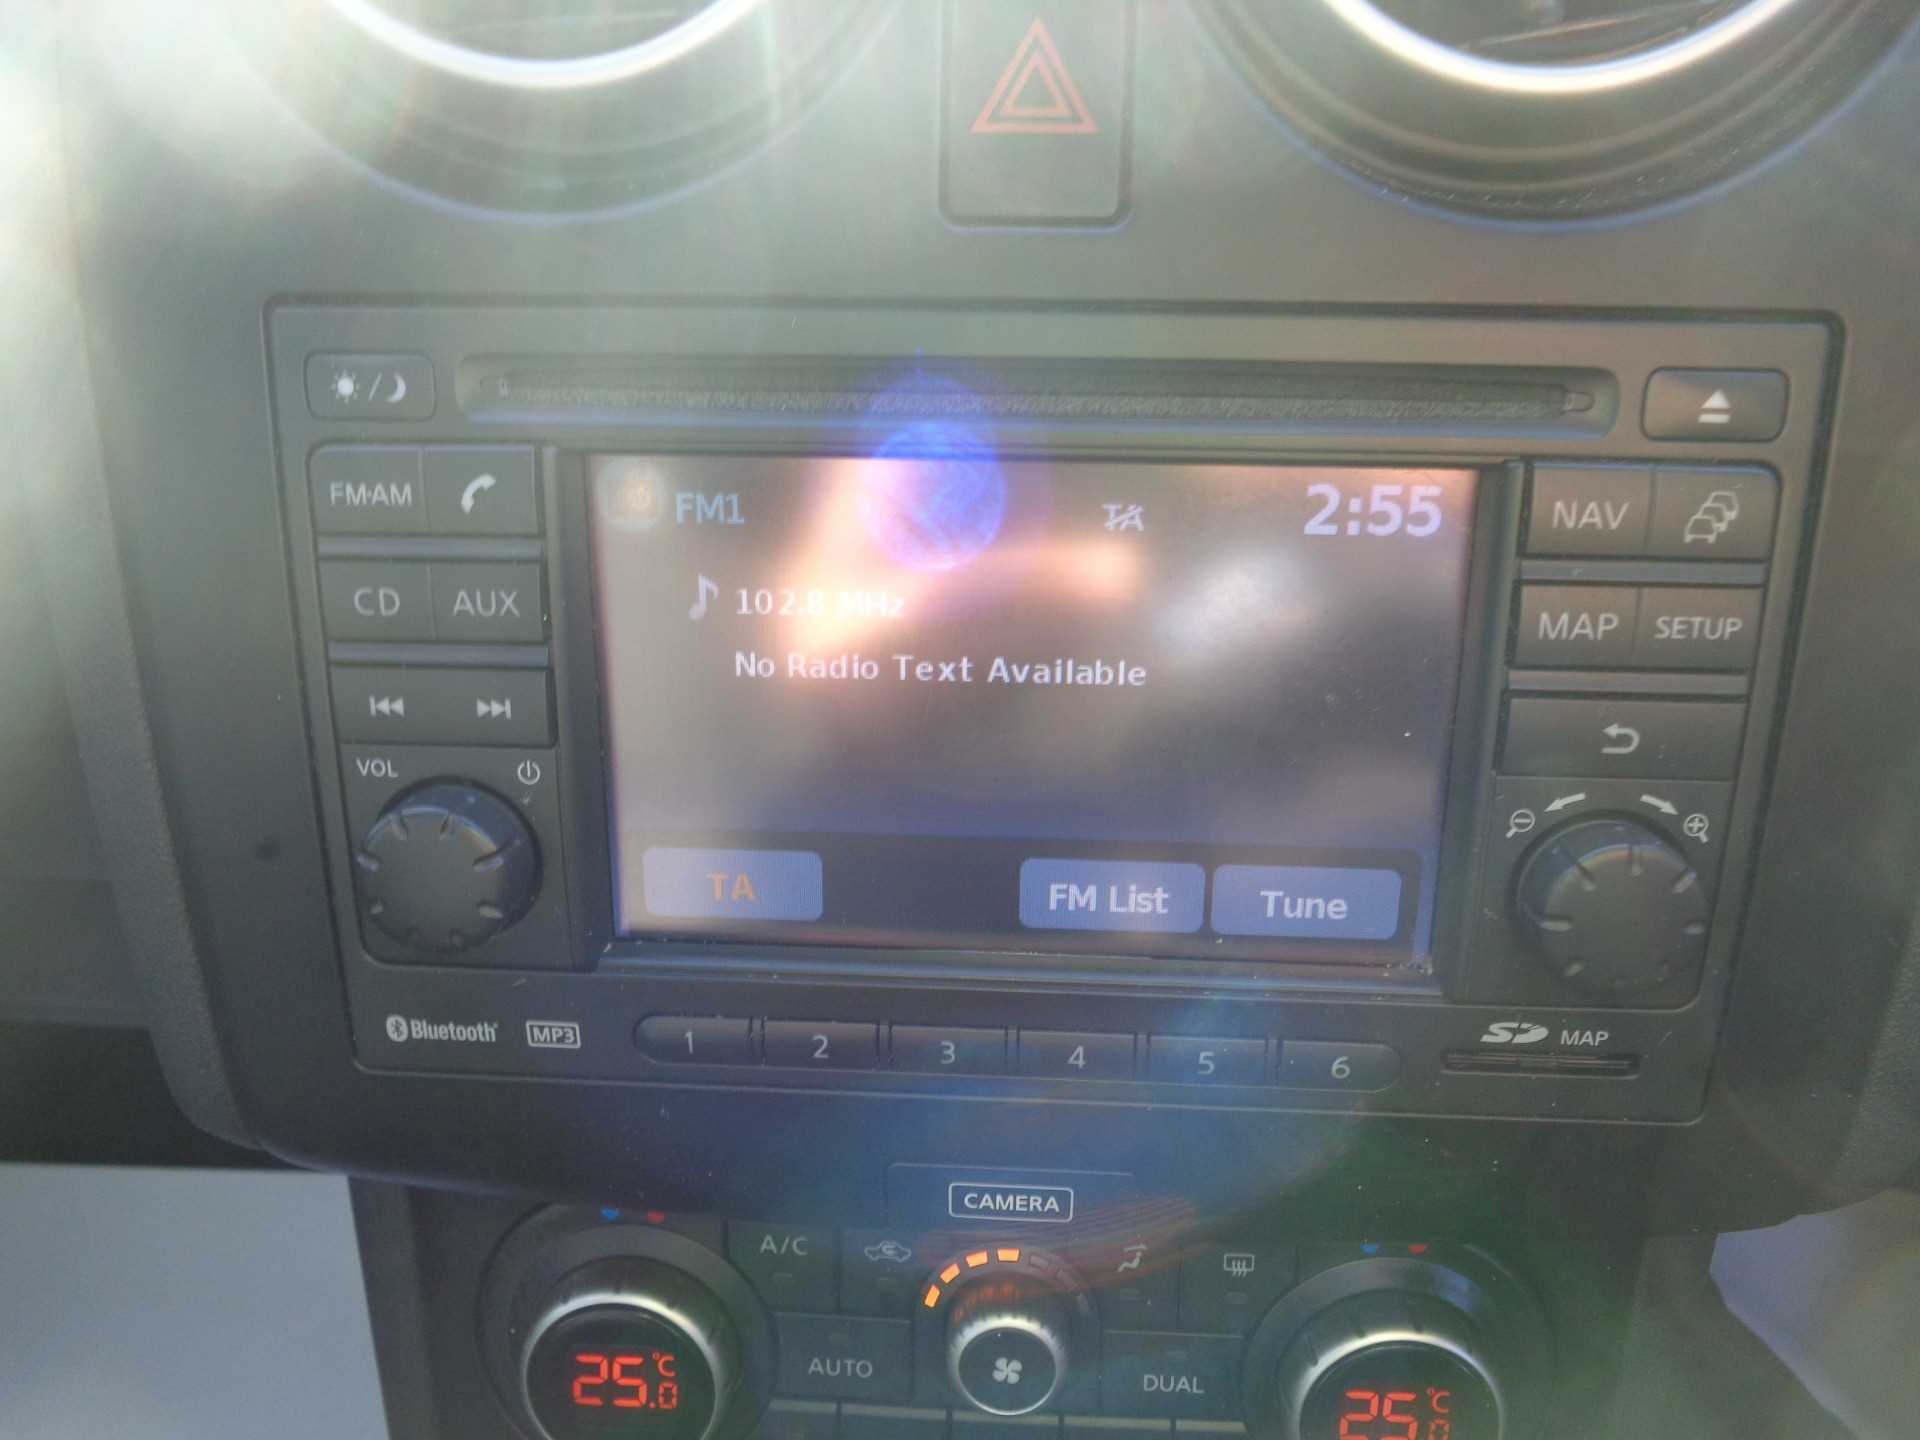 FM·AM
CD AUX
VOL
FM1 TA 2:55
102.8 MHz
No Radio Text Available
TA FM List Tune
NAV
MAP SETUP
Bluetooth MP3
1 2 3 4 5 6
SD MAP
CAMERA
A/C
AUTO DUAL
25.0 °C
25.0 °C